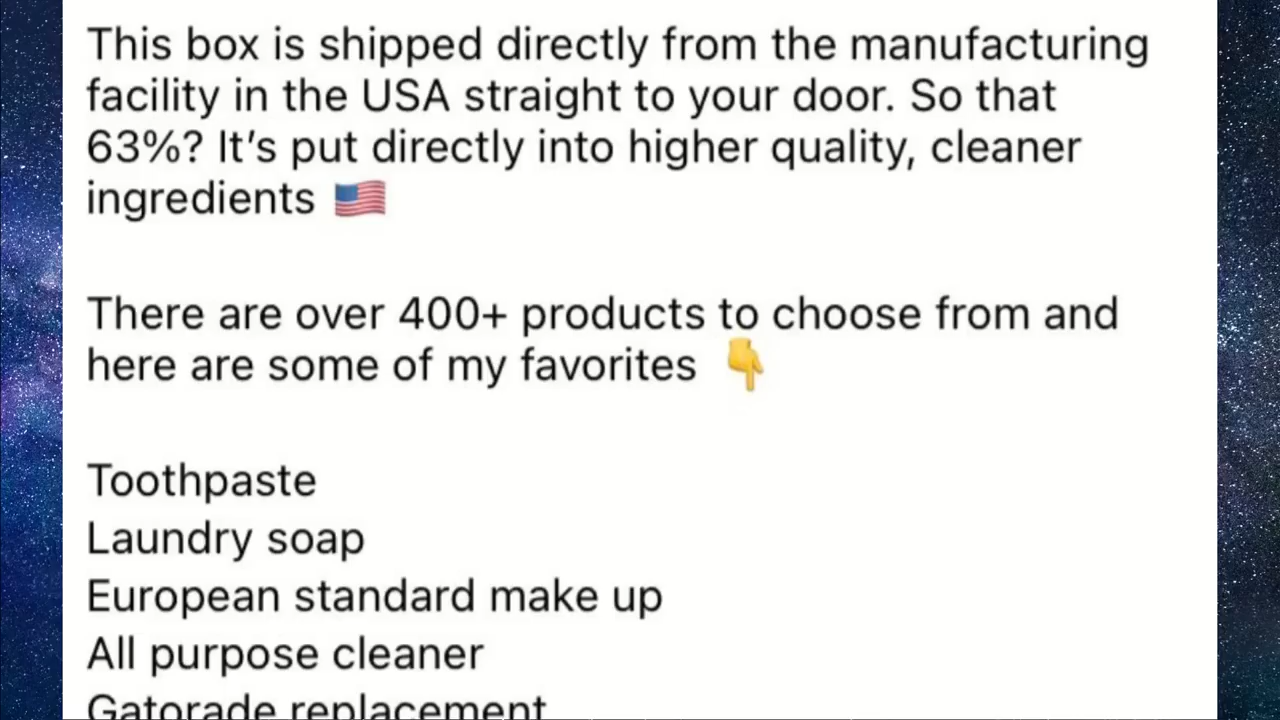 This box is shipped directly from the manufacturing
facility in the USA straight to your door. So that
63%? It’s put directly into higher quality, cleaner
ingredients 🇺🇸
There are over 400+ products to choose from and
here are some of my favorites 👇
Toothpaste
Laundry soap
European standard make up
All purpose cleaner
Gatorade replacement